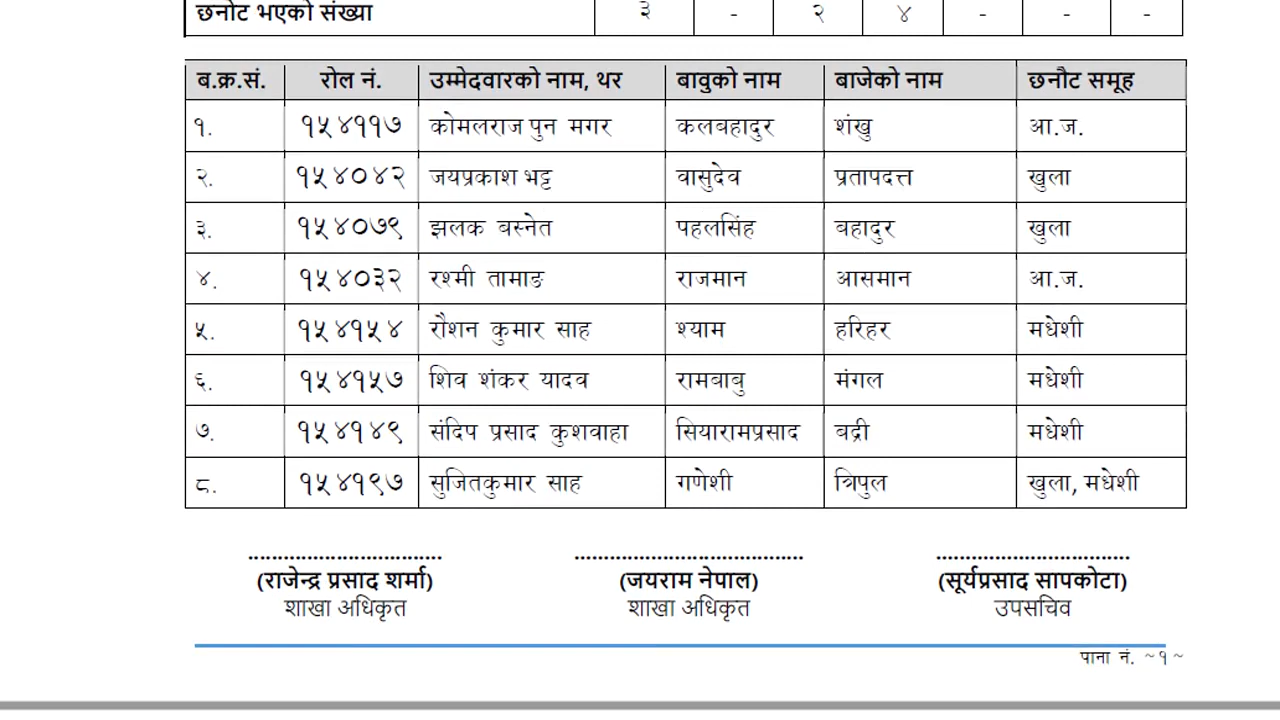 छनोट भएको संख्या ३ - २ ४ - - -
ब.क्र.सं. रोल नं. उम्मेदवारको नाम, थर बावुको नाम बाजेको नाम छनौट समूह
१. १५४११७ कोमलराज पुन मगर कलबहादुर शंखु आ.ज.
२. १५४०४२ जयप्रकाश भट्ट वासुदेव प्रतापदत्त खुला
३. १५४०७९ झलक बस्नेत पहलसिंह बहादुर खुला
४. १५४०३२ रश्मी तामाङ राजमान आसमान आ.ज.
५. १५४१५४ रौशन कुमार साह श्याम हरिहर मधेशी
६. १५४१५७ शिव शंकर यादव रामबाबु मंगल मधेशी
७. १५४१४९ संदिप प्रसाद कुशवाहा सियारामप्रसाद बद्री मधेशी
८. १५४१९७ सुजितकुमार साह गणेशी त्रिपुल खुला, मधेशी
................................. ....................................... .................................
(राजेन्द्र प्रसाद शर्मा) (जयराम नेपाल) (सूर्यप्रसाद सापकोटा)
शाखा अधिकृत शाखा अधिकृत उपसचिव
पाना नं. ~१~